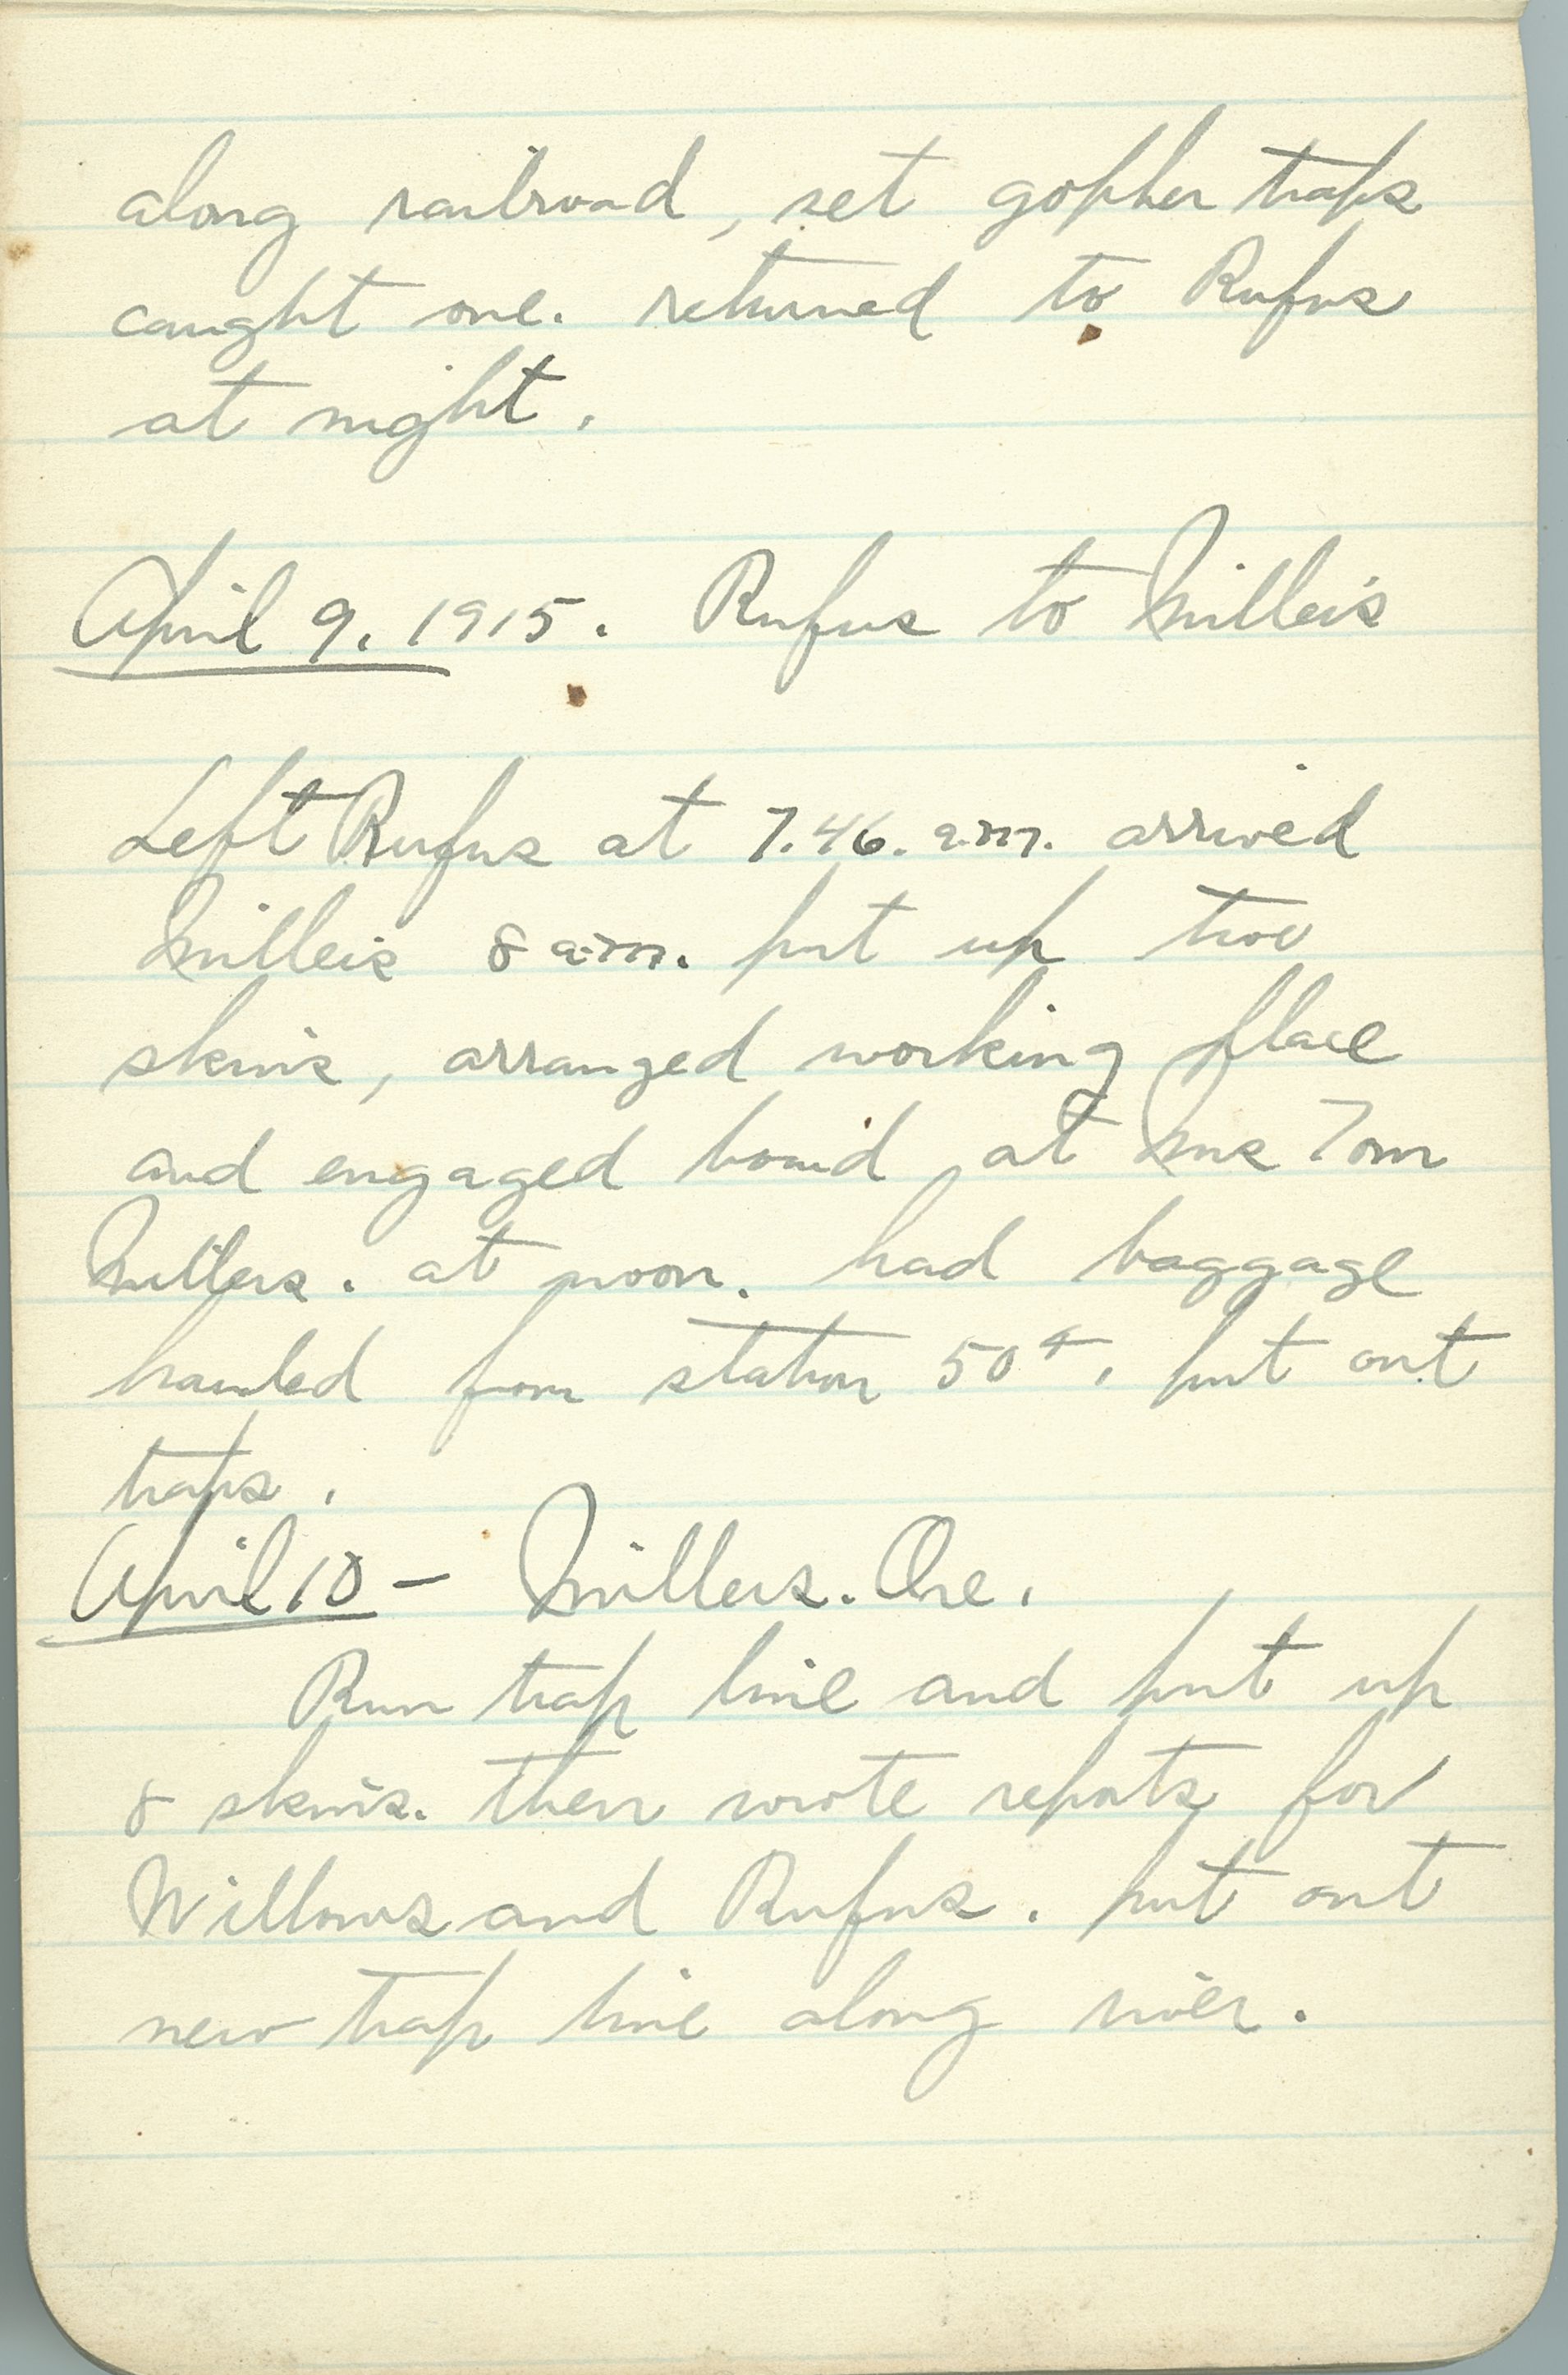 along railroad, set gopher traps
caught one. returned to Rufus
at night.
April 9. 1915. Rufus to Miller's
Left Rufus at 7.46. a.m. arrived
Millers 8 a.m. put up two
skins, arranged working place
and engaged board at Mrs Tom
Millers. at noon. had baggage
hauled from station 50¢, put out
traps.
April 10 - Millers. Ore.
Run trap line and put up
8 skins. then wrote reports for
Willows and Rufus. put out
new trap line along river.